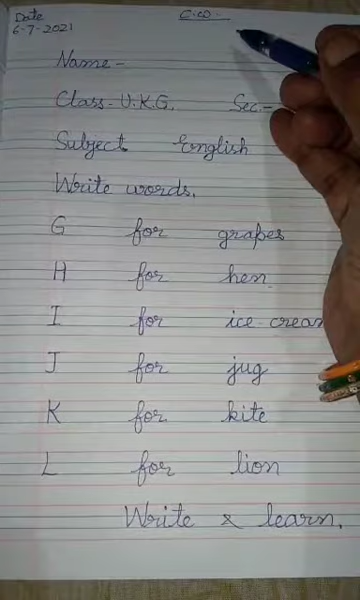 Date C.W.
6-7-2021
Name-
Class- U.K.G. Sec.-
Subject English
Write words.
G for grapes
H for hen
I for ice-cream
J for jug
K for kite
L for lion
Write & learn.